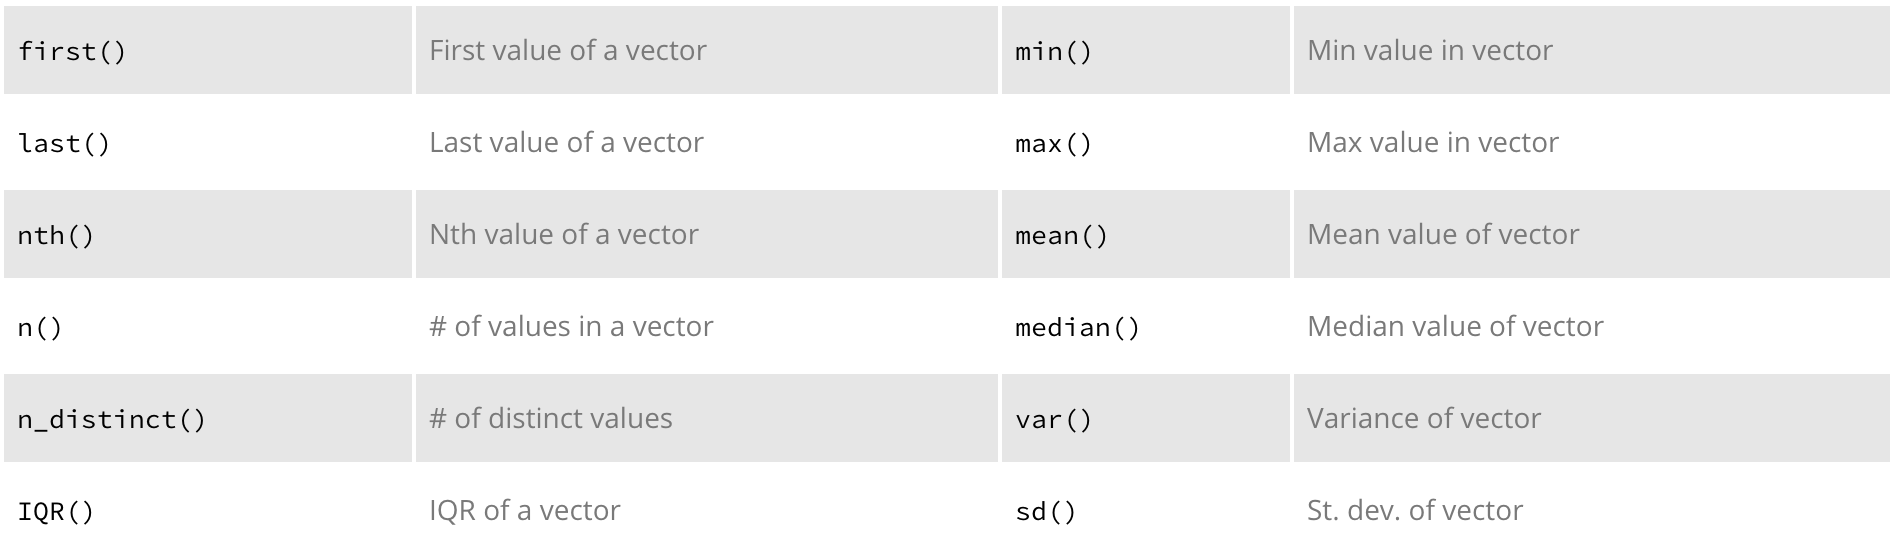 first() First value of a vector min() Min value in vector
last() Last value of a vector max() Max value in vector
nth() Nth value of a vector mean() Mean value of vector
n() # of values in a vector median() Median value of vector
n_distinct() # of distinct values var() Variance of vector
IQR() IQR of a vector sd() St. dev. of vector